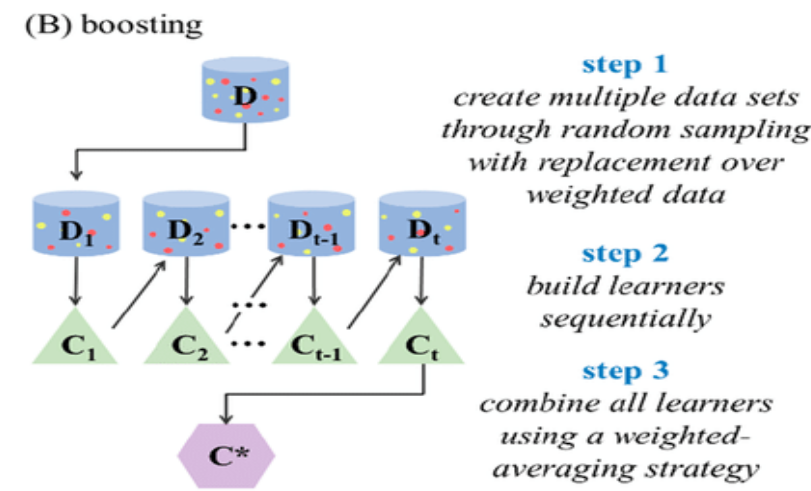 (B) boosting
D
step 1
create multiple data sets
through random sampling
with replacement over
weighted data
D1 D2 ... Dt-1 Dt
step 2
build learners
sequentially
...
C1 C2 ... Ct-1 Ct
step 3
combine all learners
using a weighted-
averaging strategy
C*